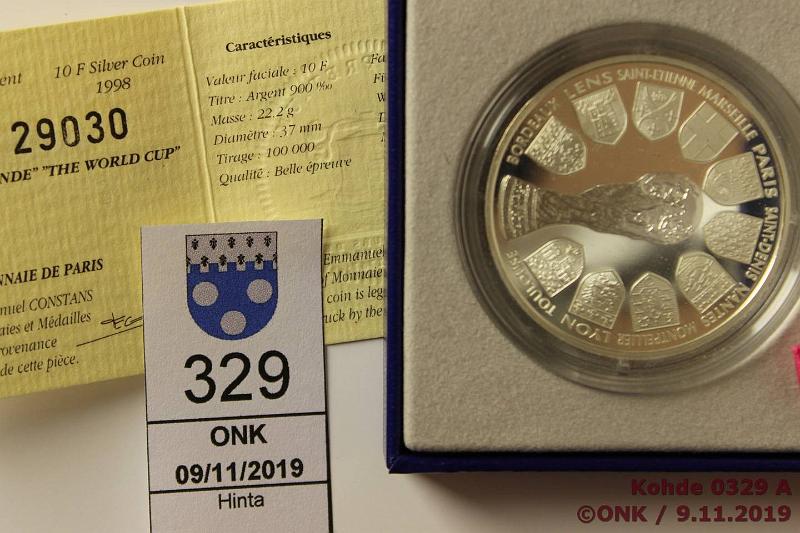 10 F Silver Coin
1998
29030
"THE WORLD CUP"
NNAIE DE PARIS
nuel CONSTANS
aies et Médailles
rovenance
de cette pièce.
Caractéristiques
Valeur faciale : 10 F
Titre : Argent 900 ‰
Masse : 22.2 g
Diamètre : 37 mm
Tirage : 100 000
Qualité : Belle épreuve
Emmanuel
of Monnaie
coin is leg
ruck by the
329
ONK
09/11/2019
Hinta
BORDEAUX LENS SAINT-ETIENNE MARSEILLE PARIS SAINT-DENIS NANTES MONTPELLIER LYON TOULOUSE
Kohde 0329 A
©ONK / 9.11.2019